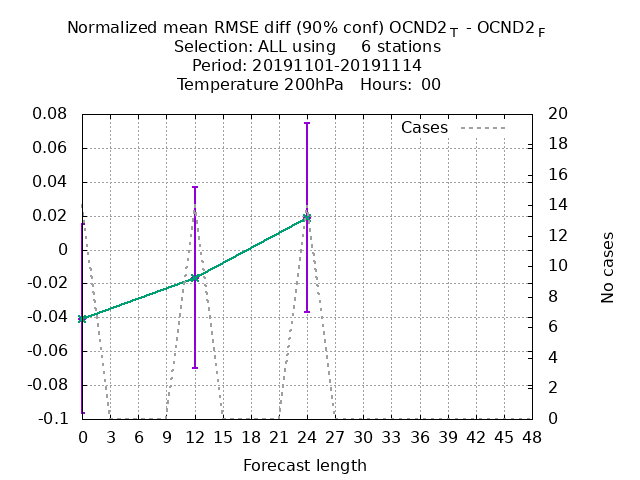 Normalized mean RMSE diff (90% conf) OCND2 T - OCND2 F
Selection: ALL using 6 stations
Period: 20191101-20191114
Temperature 200hPa Hours: 00
Cases
0.08
0.06
0.04
0.02
0
-0.02
-0.04
-0.06
-0.08
-0.1
20
18
16
14
12
10
8
6
4
2
0
No cases
0 3 6 9 12 15 18 21 24 27 30 33 36 39 42 45 48
Forecast length